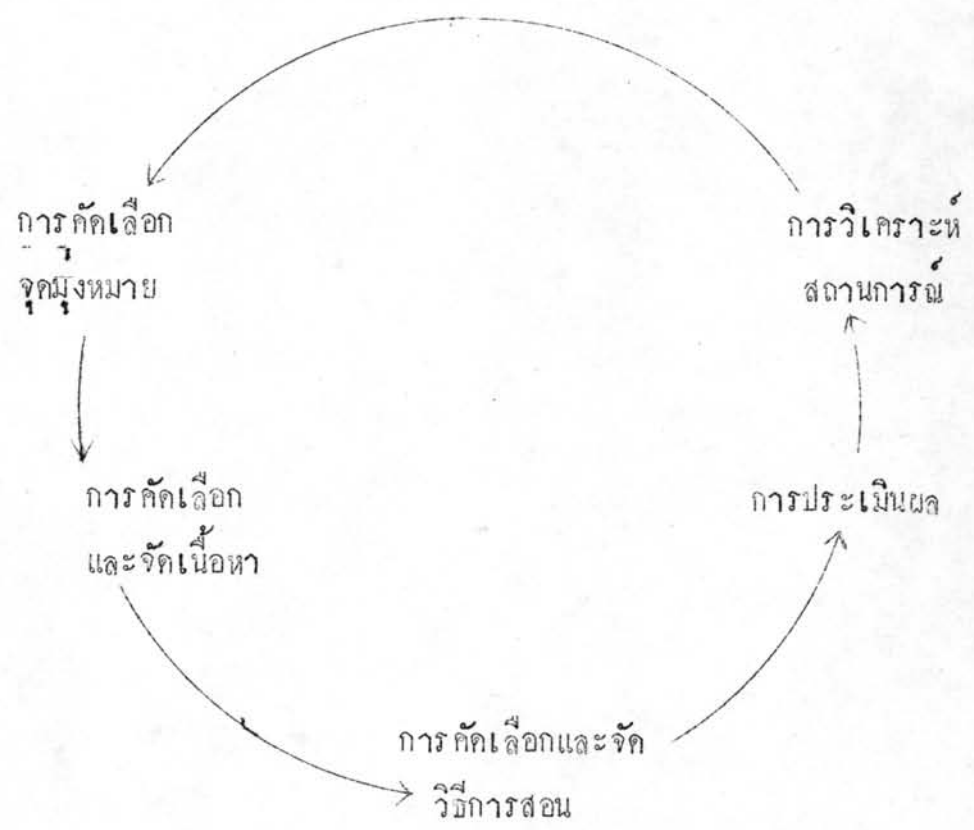 การคัดเลือก
จุดมุ่งหมาย
การวิเคราะห์
สถานการณ์
การคัดเลือก
และจัดเนื้อหา
การประเมินผล
การคัดเลือกและจัด
วิธีการสอน